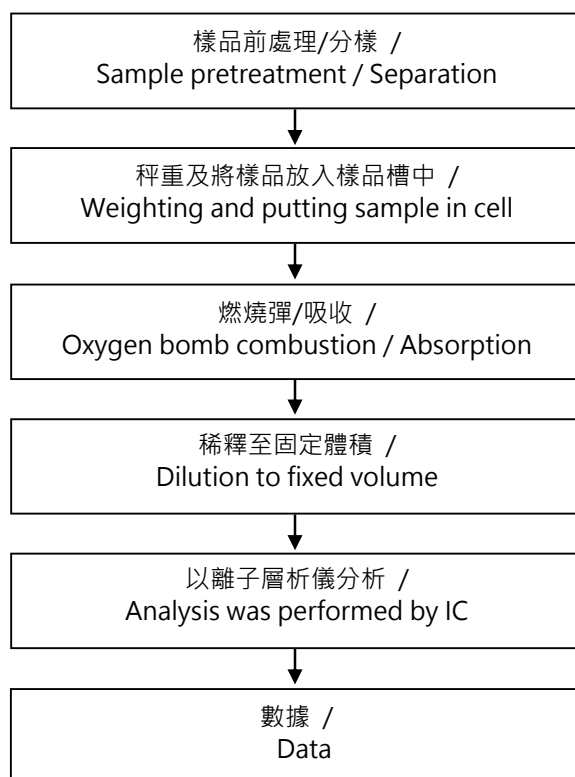 樣品前處理/分樣 /
Sample pretreatment / Separation
秤重及將樣品放入樣品槽中 /
Weighting and putting sample in cell
燃燒彈/吸收 /
Oxygen bomb combustion / Absorption
稀釋至固定體積 /
Dilution to fixed volume
以離子層析儀分析 /
Analysis was performed by IC
數據 /
Data